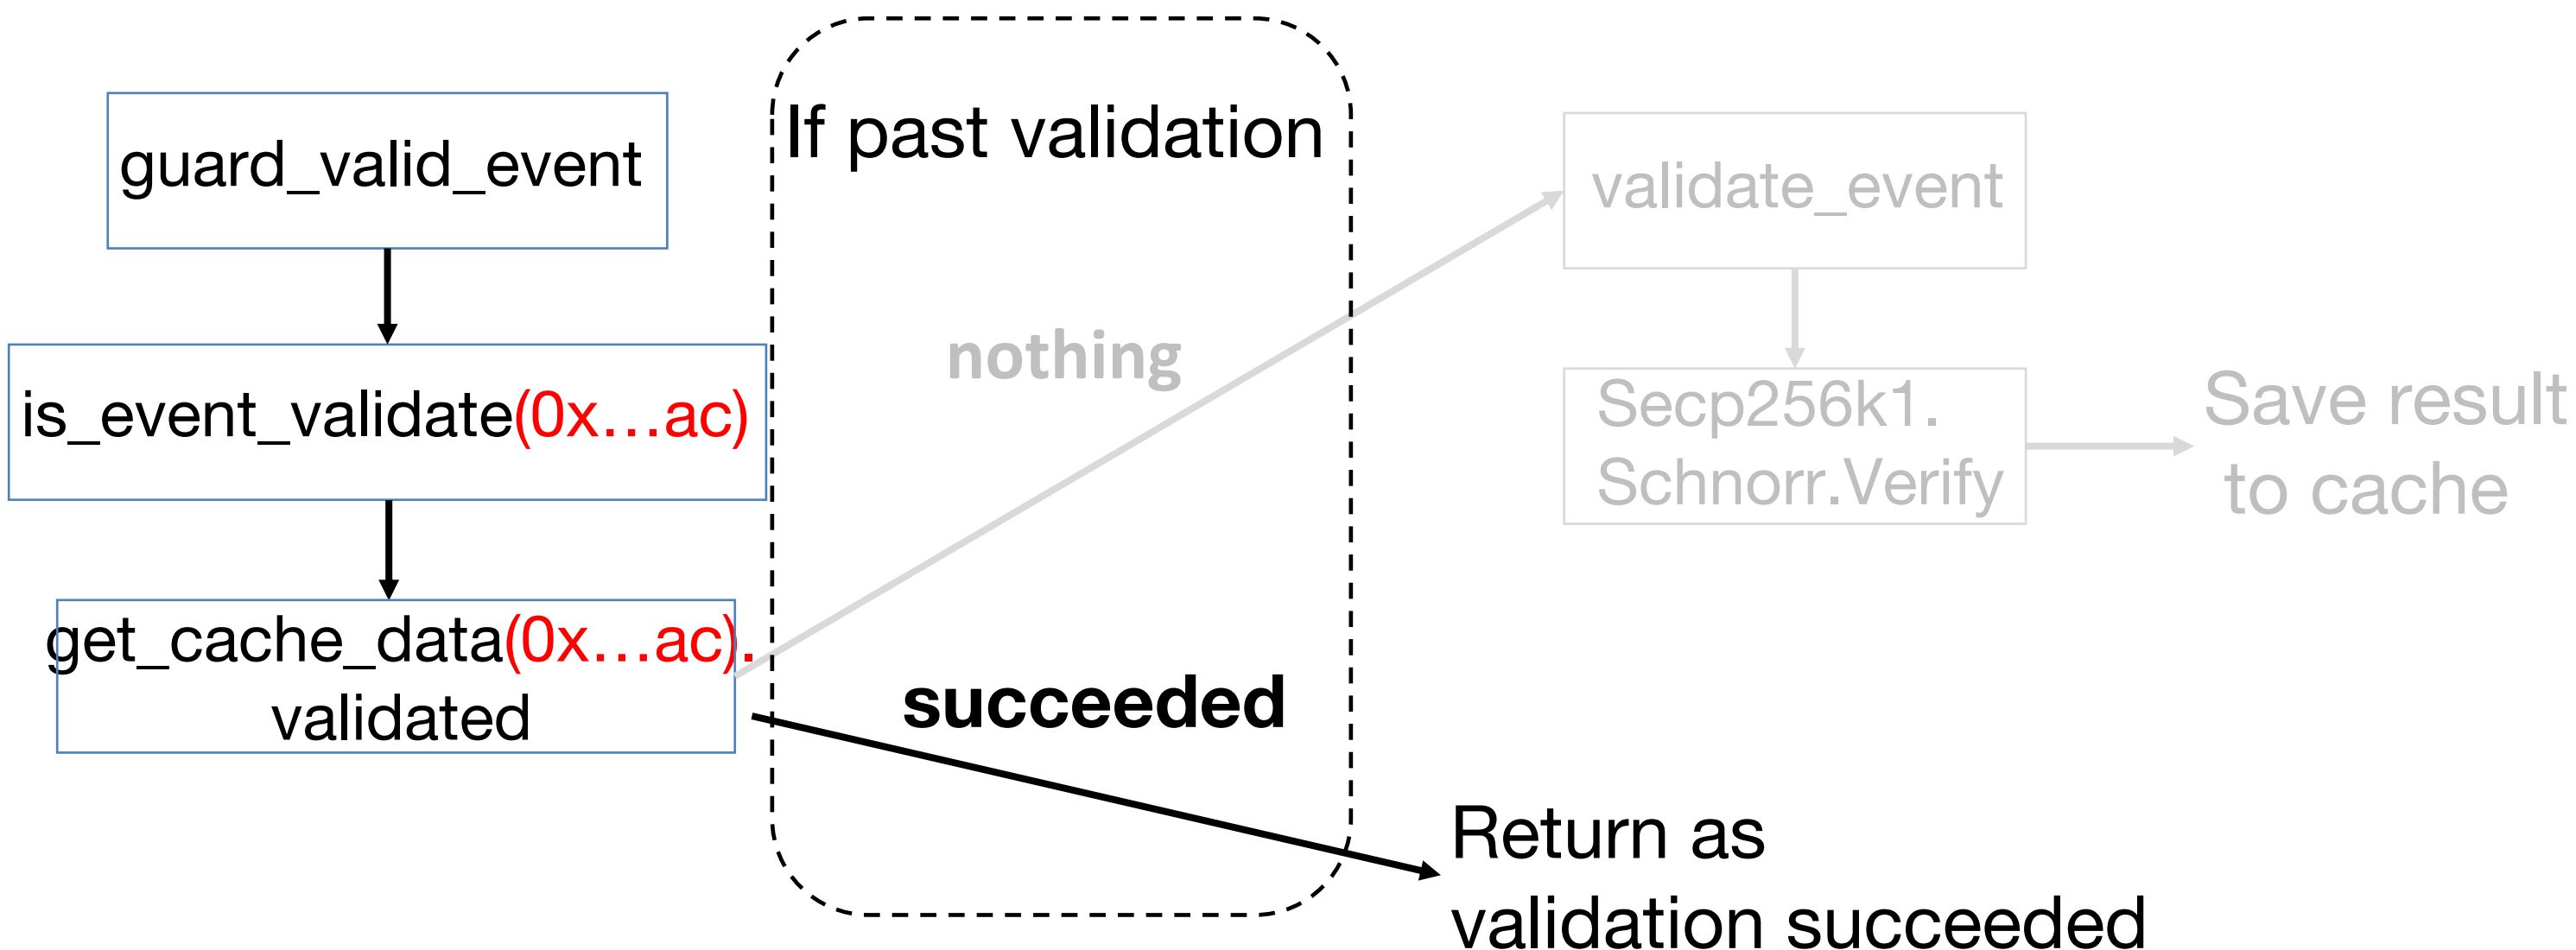 guard_valid_event
is_event_validate(0x…ac)
get_cache_data(0x…ac).
validated
If past validation
nothing
succeeded
validate_event
Secp256k1.
Schnorr.Verify
Save result
to cache
Return as
validation succeeded